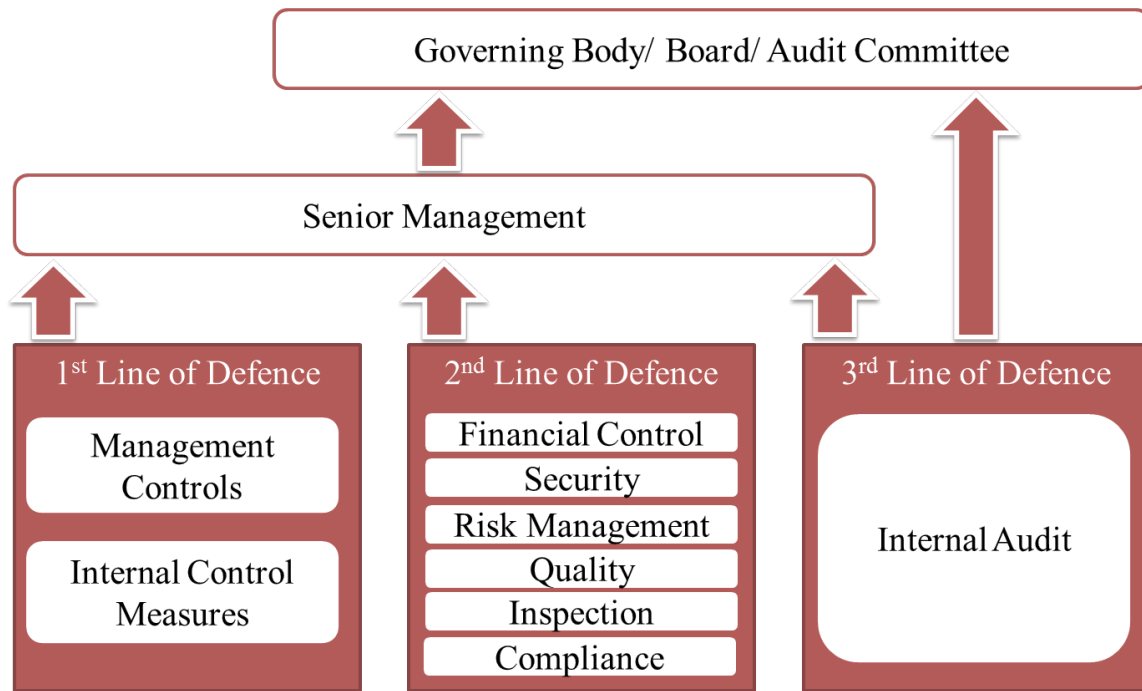 Governing Body/ Board/ Audit Committee
Senior Management
1st Line of Defence
Management
Controls
Internal Control
Measures
2nd Line of Defence
Financial Control
Security
Risk Management
Quality
Inspection
Compliance
3rd Line of Defence
Internal Audit